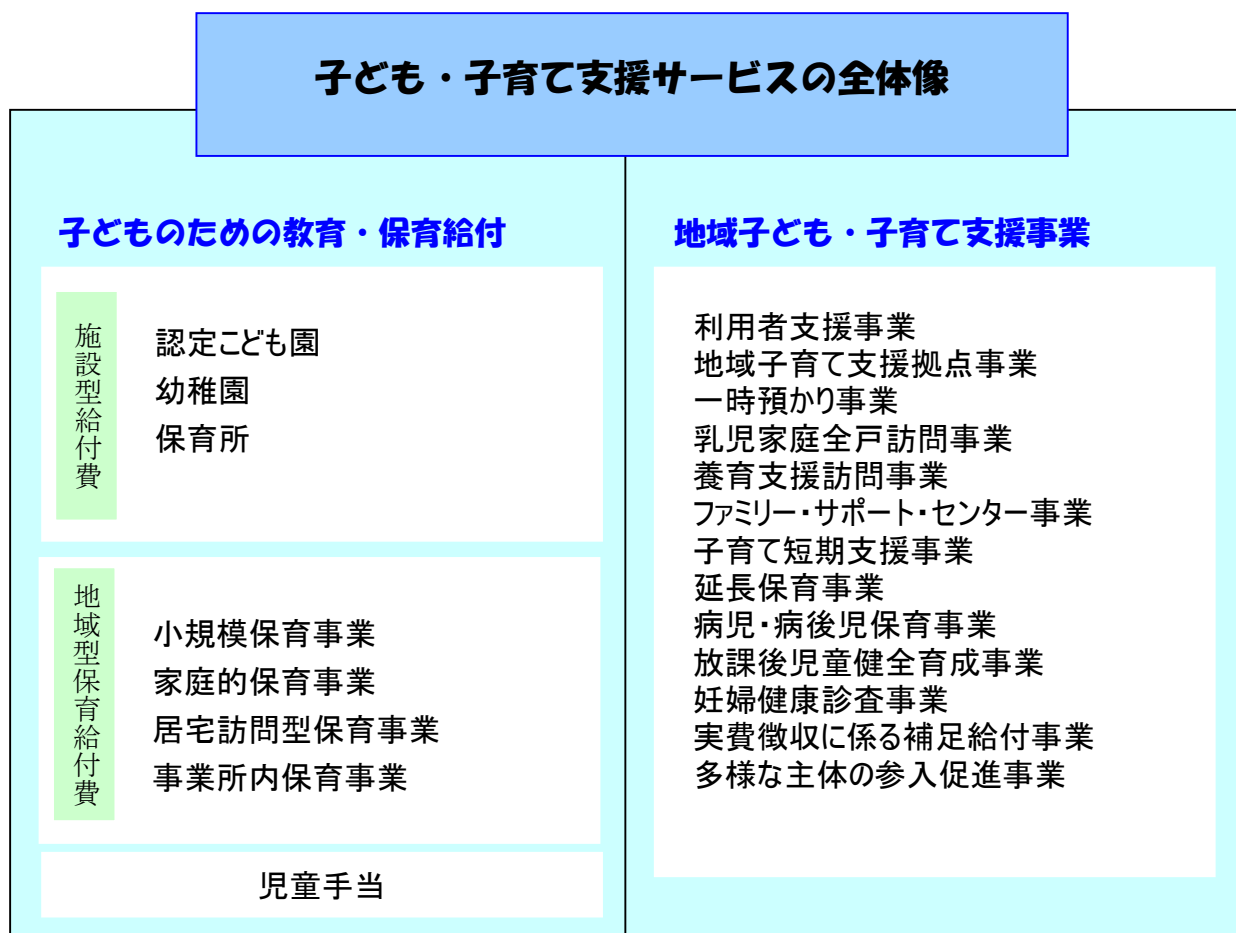 子ども・子育て支援サービスの全体像
子どものための教育・保育給付
施設型給付費
認定こども園
幼稚園
保育所
地域型保育給付費
小規模保育事業
家庭的保育事業
居宅訪問型保育事業
事業所内保育事業
児童手当
地域子ども・子育て支援事業
利用者支援事業
地域子育て支援拠点事業
一時預かり事業
乳児家庭全戸訪問事業
養育支援訪問事業
ファミリー・サポート・センター事業
子育て短期支援事業
延長保育事業
病児・病後児保育事業
放課後児童健全育成事業
妊婦健康診査事業
実費徴収に係る補足給付事業
多様な主体の参入促進事業